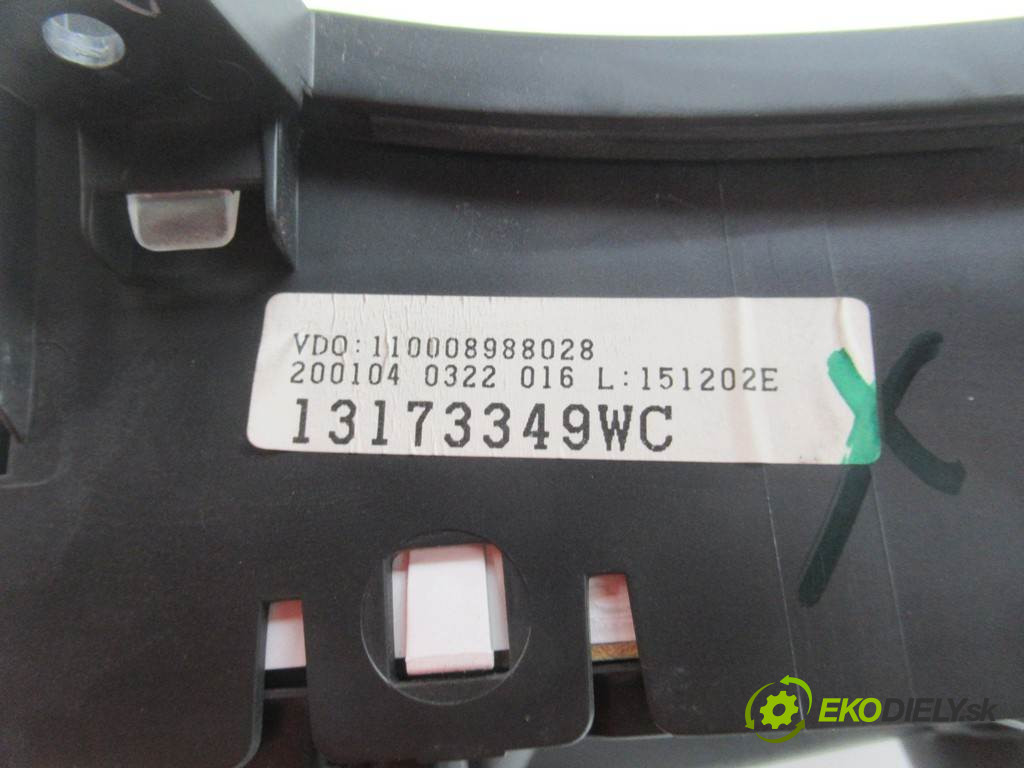 VDO:110008988028
200104 0322 016 L:151202E
13173349WC
EKODIELY.sk